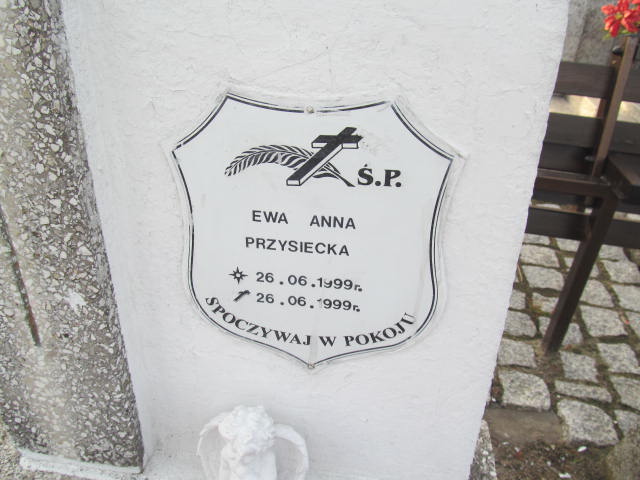 Ś.P.
EWA ANNA
PRZYSIECKA
26.06.1999r.
26.06.1999r.
SPOCZYWAJ W POKOJU